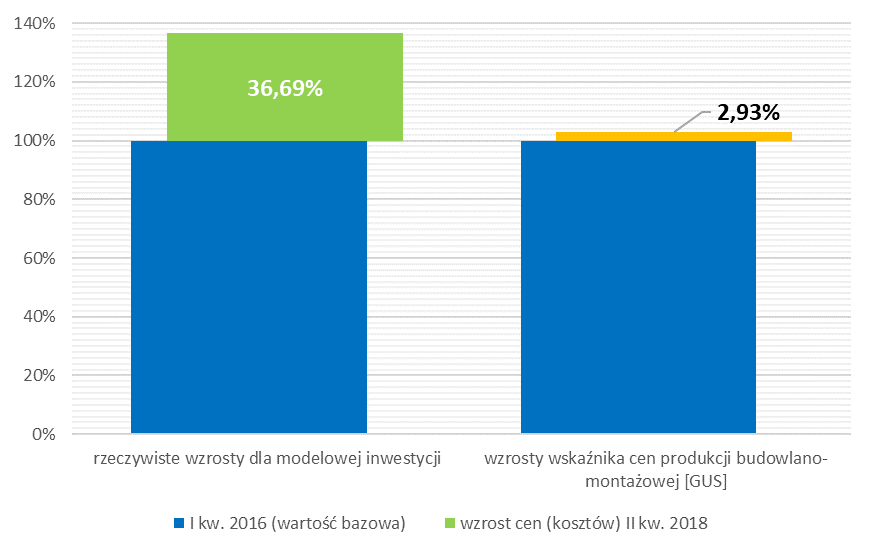 140%
120%
100%
80%
60%
40%
20%
0%
36,69%
2,93%
rzeczywiste wzrosty dla modelowej inwestycji
wzrosty wskaźnika cen produkcji budowlano-
montażowej [GUS]
I kw. 2016 (wartość bazowa)
wzrost cen (kosztów) II kw. 2018